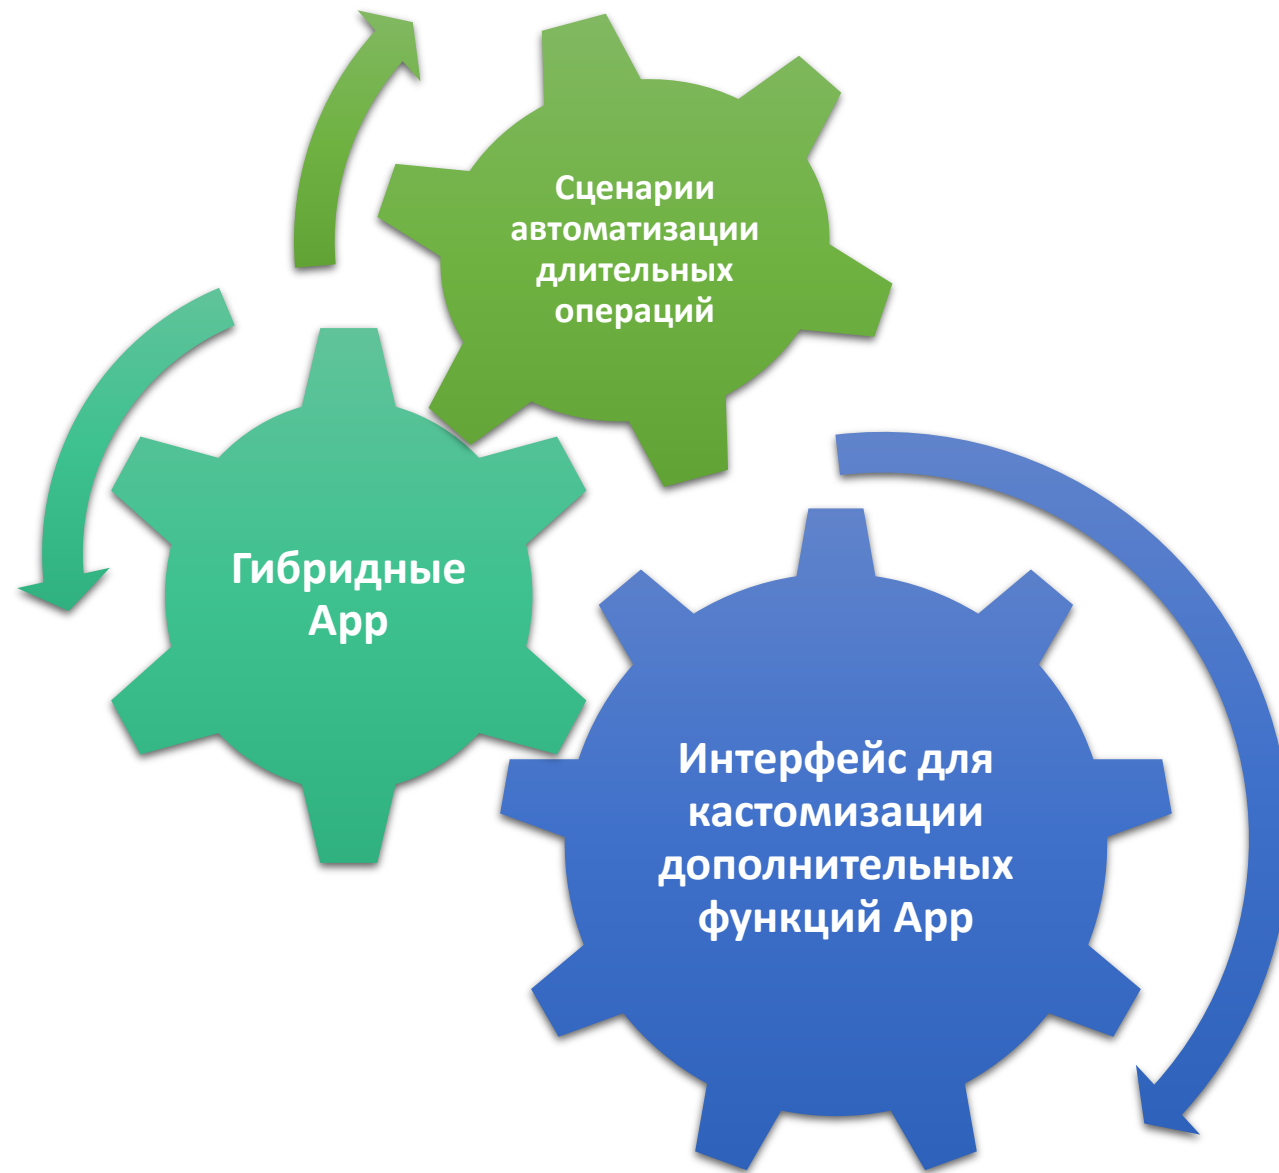 Сценарии
автоматизации
длительных
операций
Гибридные
App
Интерфейс для
кастомизации
дополнительных
функций App